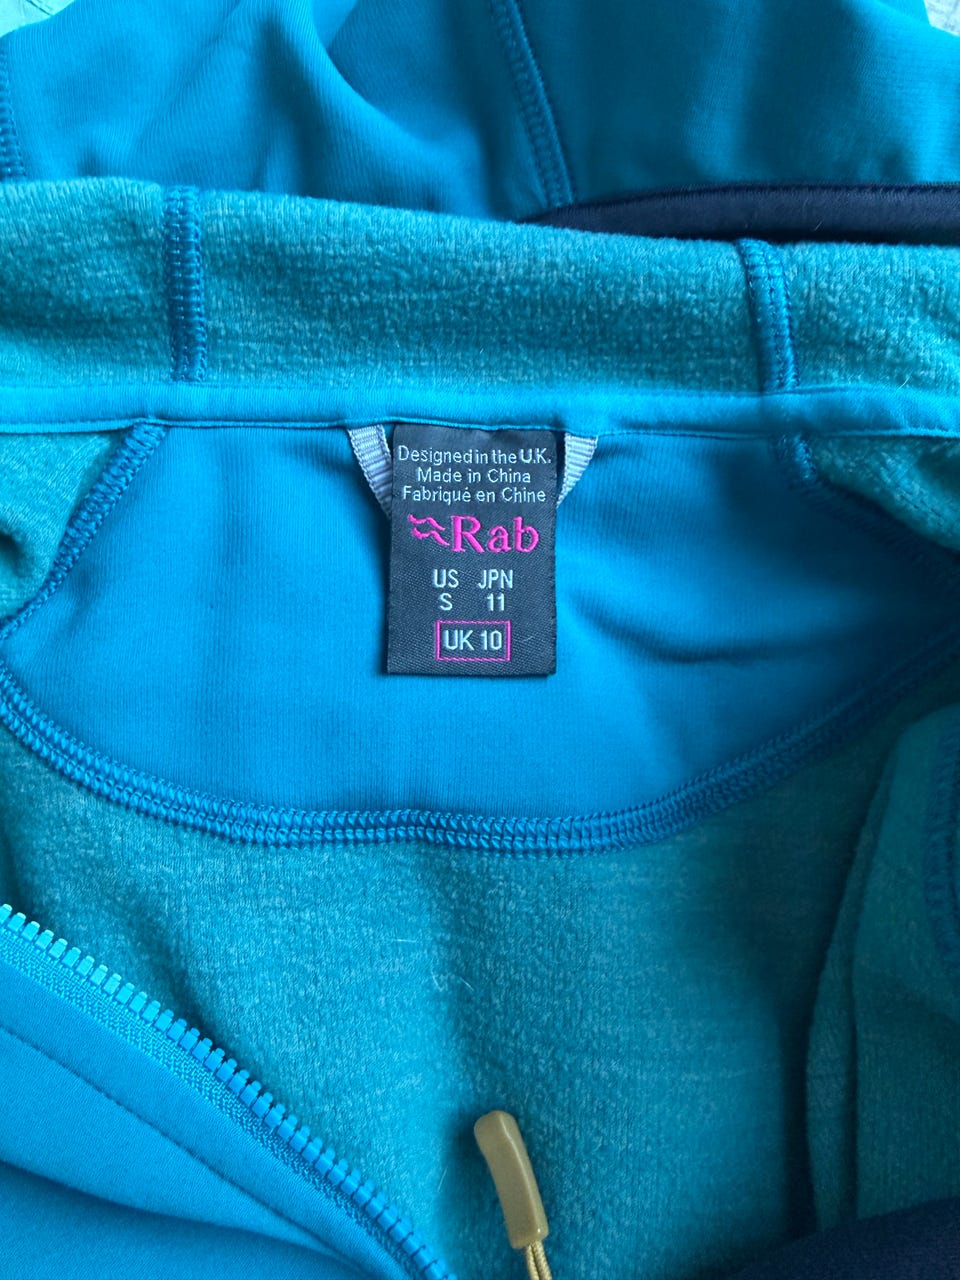 Designed in the U.K.
Made in China
Fabriqué en Chine
Rab
US JPN
S 11
UK 10